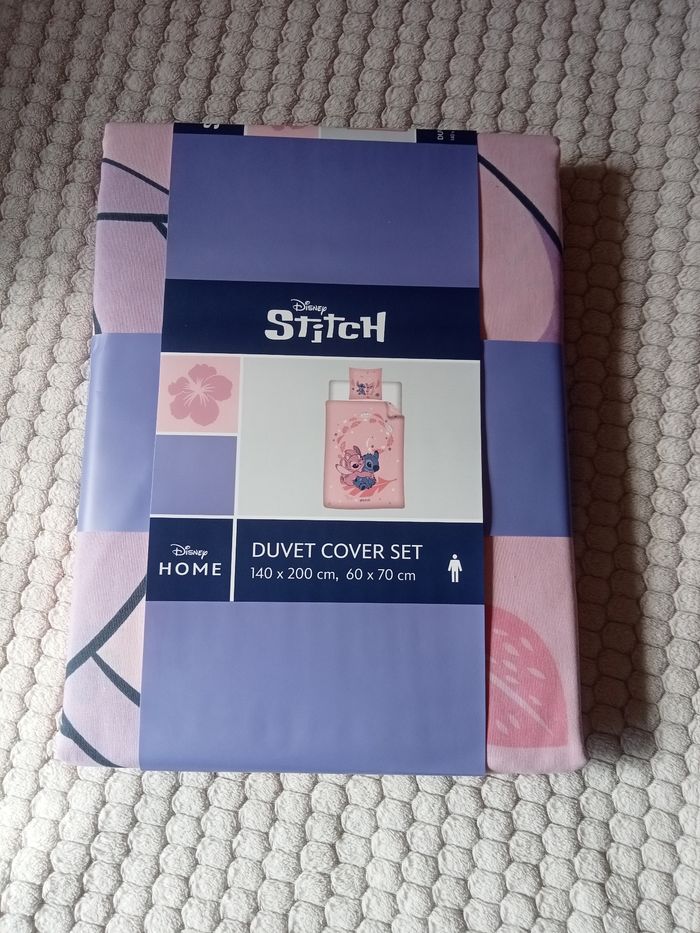 Disney
Stitch
Disney
HOME
DUVET COVER SET
140 x 200 cm, 60 x 70 cm